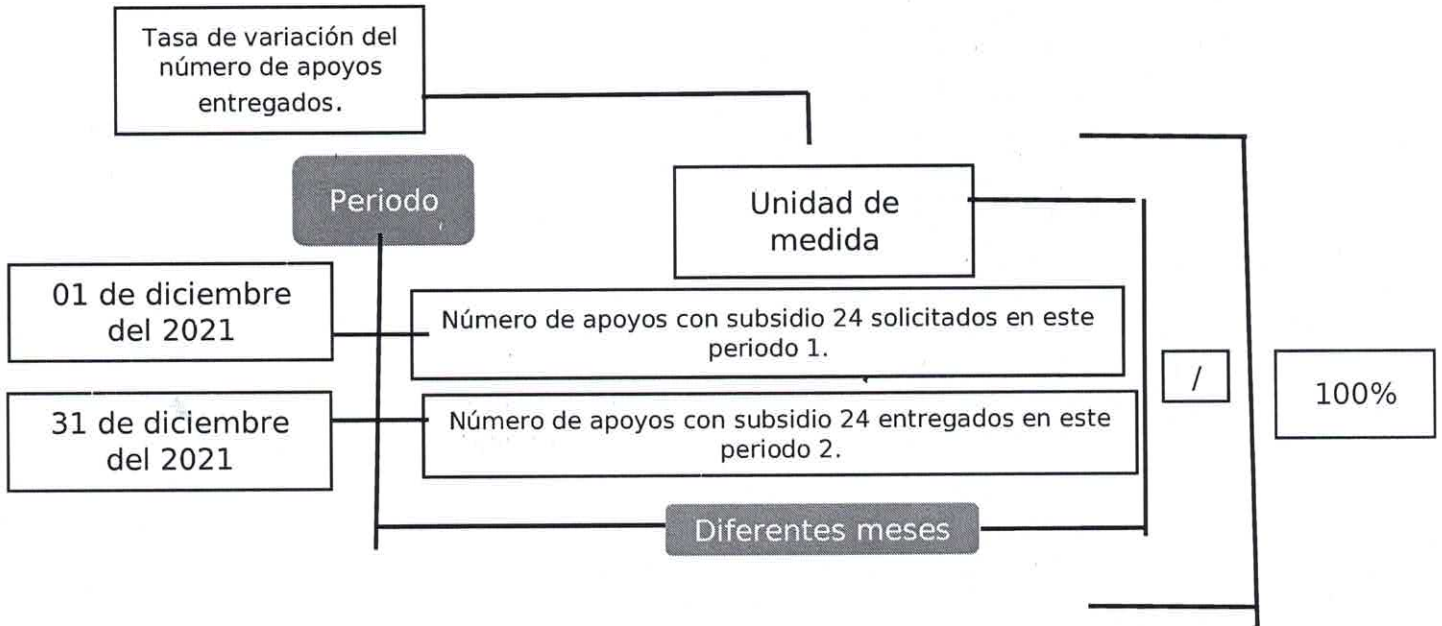 Tasa de variación del
número de apoyos
entregados.
Periodo
Unidad de
medida
01 de diciembre
del 2021
Número de apoyos con subsidio 24 solicitados en este
periodo 1.
/
100%
31 de diciembre
del 2021
Número de apoyos con subsidio 24 entregados en este
periodo 2.
Diferentes meses